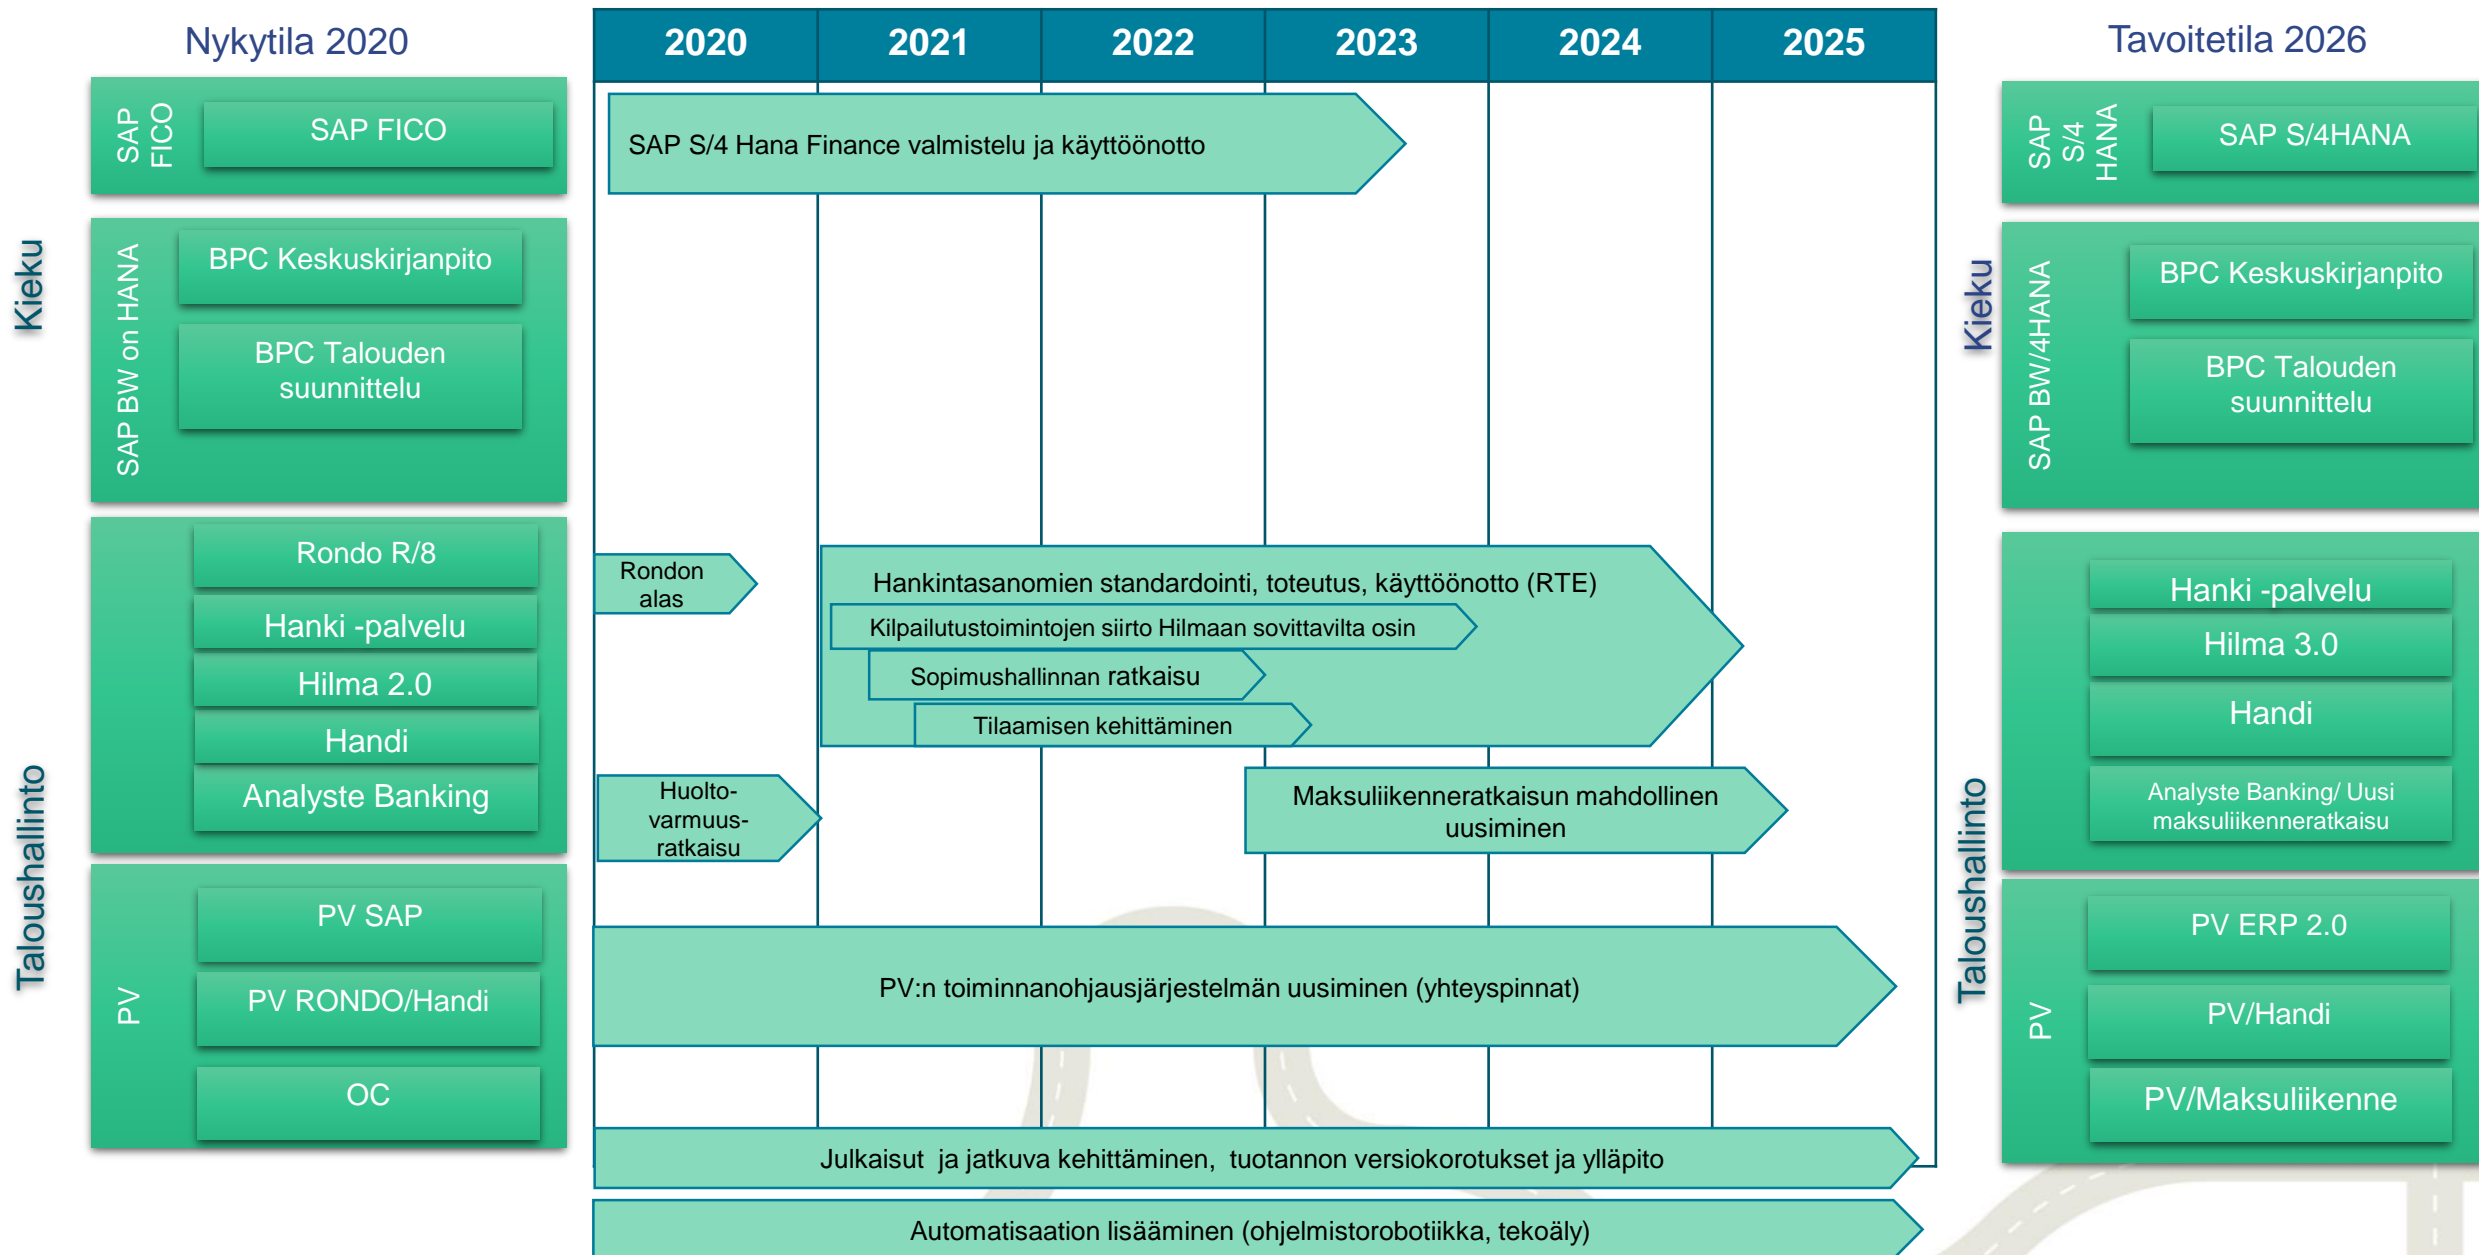 Nykytila 2020
2020
2021
2022
2023
2024
2025
Tavoitetila 2026
Kieku
SAP
FICO
SAP FICO
SAP BW on HANA
BPC Keskuskirjanpito
BPC Talouden
suunnittelu
Taloushallinto
Rondo R/8
Hanki -palvelu
Hilma 2.0
Handi
Analyste Banking
PV
PV SAP
PV RONDO/Handi
OC
SAP S/4 Hana Finance valmistelu ja käyttöönotto
Rondon
alas
Hankintasanomien standardointi, toteutus, käyttöönotto (RTE)
Kilpailutustoimintojen siirto Hilmaan sovittavilta osin
Sopimushallinnan ratkaisu
Tilaamisen kehittäminen
Huolto-
varmuus-
ratkaisu
Maksuliikenneratkaisun mahdollinen
uusiminen
PV:n toiminnanohjausjärjestelmän uusiminen (yhteyspinnat)
Julkaisut ja jatkuva kehittäminen, tuotannon versiokorotukset ja ylläpito
Automatisaation lisääminen (ohjelmistorobotiikka, tekoäly)
Kieku
SAP
S/4
HANA
SAP S/4HANA
SAP BW/4HANA
BPC Keskuskirjanpito
BPC Talouden
suunnittelu
Taloushallinto
Hanki -palvelu
Hilma 3.0
Handi
Analyste Banking/ Uusi
maksuliikenneratkaisu
PV
PV ERP 2.0
PV/Handi
PV/Maksuliikenne